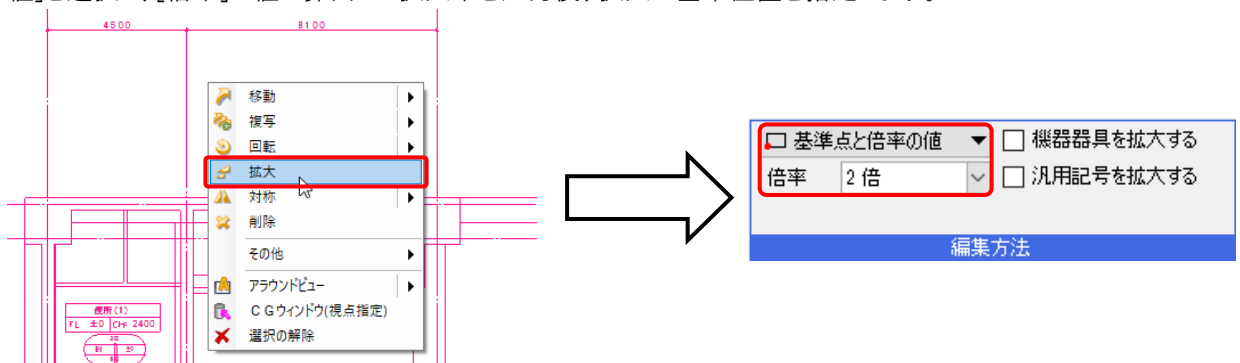 4500
8100
移動
複写
回転
拡大
対称
削除
その他
アラウンドビュー
CGウィンドウ(視点指定)
選択の解除
便所(1)
FL ±0 CH= 2400
基準点と倍率の値
機器器具を拡大する
倍率 2 倍
汎用記号を拡大する
編集方法